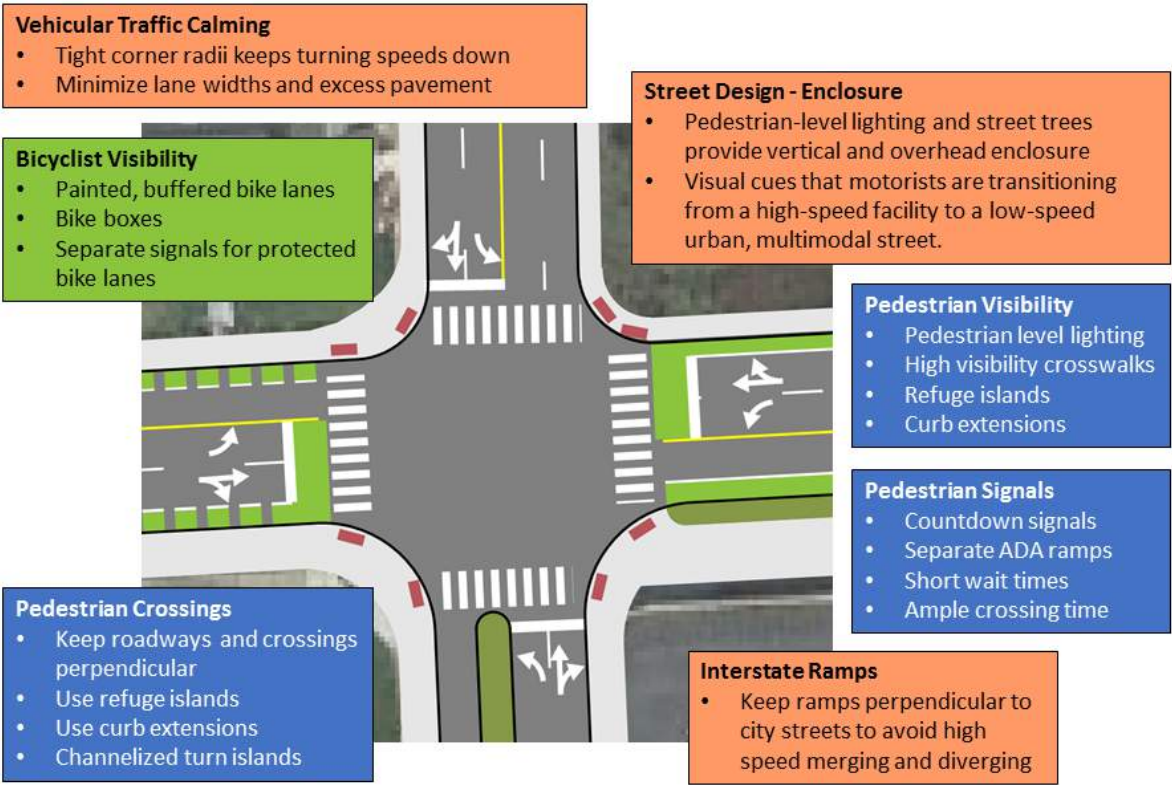 Vehicular Traffic Calming
• Tight corner radii keeps turning speeds down
• Minimize lane widths and excess pavement
Street Design - Enclosure
• Pedestrian-level lighting and street trees
provide vertical and overhead enclosure
• Visual cues that motorists are transitioning
from a high-speed facility to a low-speed
urban, multimodal street.
Bicyclist Visibility
• Painted, buffered bike lanes
• Bike boxes
• Separate signals for protected
bike lanes
Pedestrian Visibility
• Pedestrian level lighting
• High visibility crosswalks
• Refuge islands
• Curb extensions
Pedestrian Signals
• Countdown signals
• Separate ADA ramps
• Short wait times
• Ample crossing time
Pedestrian Crossings
• Keep roadways and crossings
perpendicular
• Use refuge islands
• Use curb extensions
• Channelized turn islands
Interstate Ramps
• Keep ramps perpendicular to
city streets to avoid high
speed merging and diverging